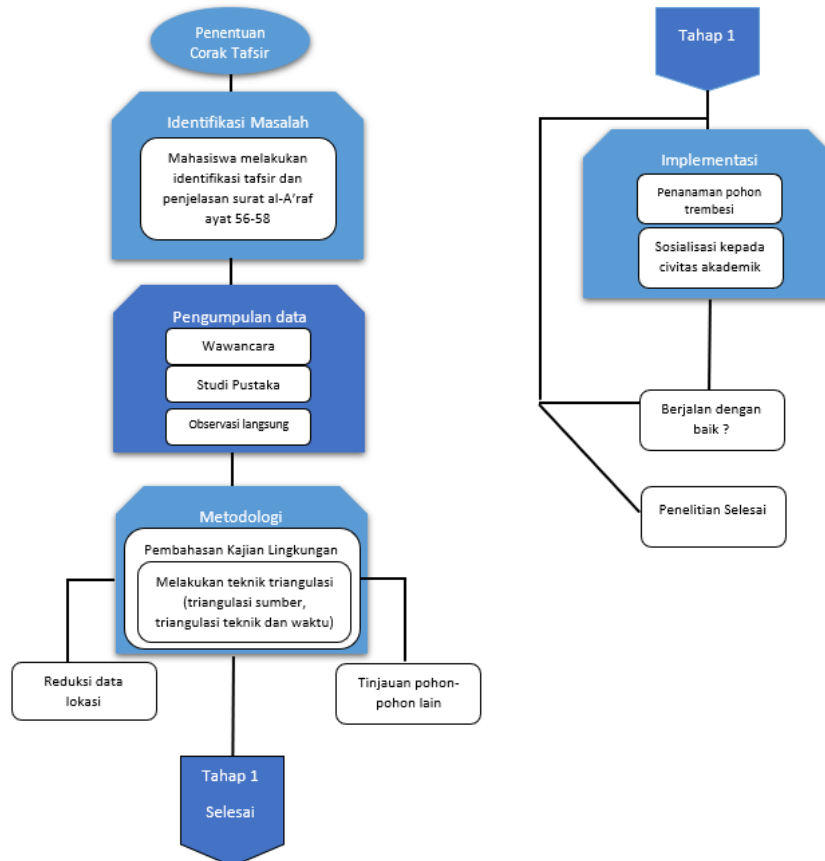 Penentuan
Corak Tafsir
Identifikasi Masalah
Mahasiswa melakukan
identifikasi tafsir dan
penjelasan surat al-A'raf
ayat 56-58
Pengumpulan data
Wawancara
Studi Pustaka
Observasi langsung
Metodologi
Pembahasan Kajian Lingkungan
Melakukan teknik triangulasi
(triangulasi sumber,
triangulasi teknik dan waktu)
Reduksi data
lokasi
Tinjauan pohon-
pohon lain
Tahap 1
Selesai
Tahap 1
Implementasi
Penanaman pohon
trembesi
Sosialisasi kepada
civitas akademik
Berjalan dengan
baik ?
Penelitian Selesai